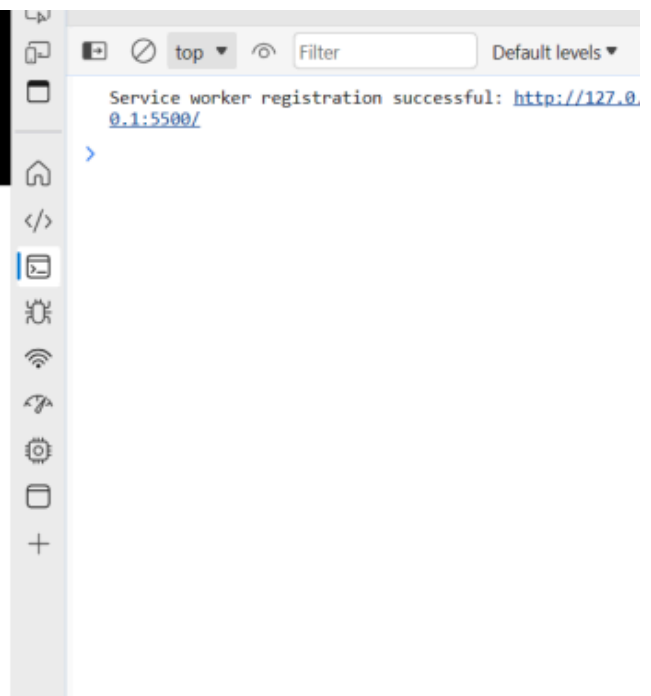 top ▼ Filter Default levels ▼
Service worker registration successful: http://127.0.
0.1:5500/